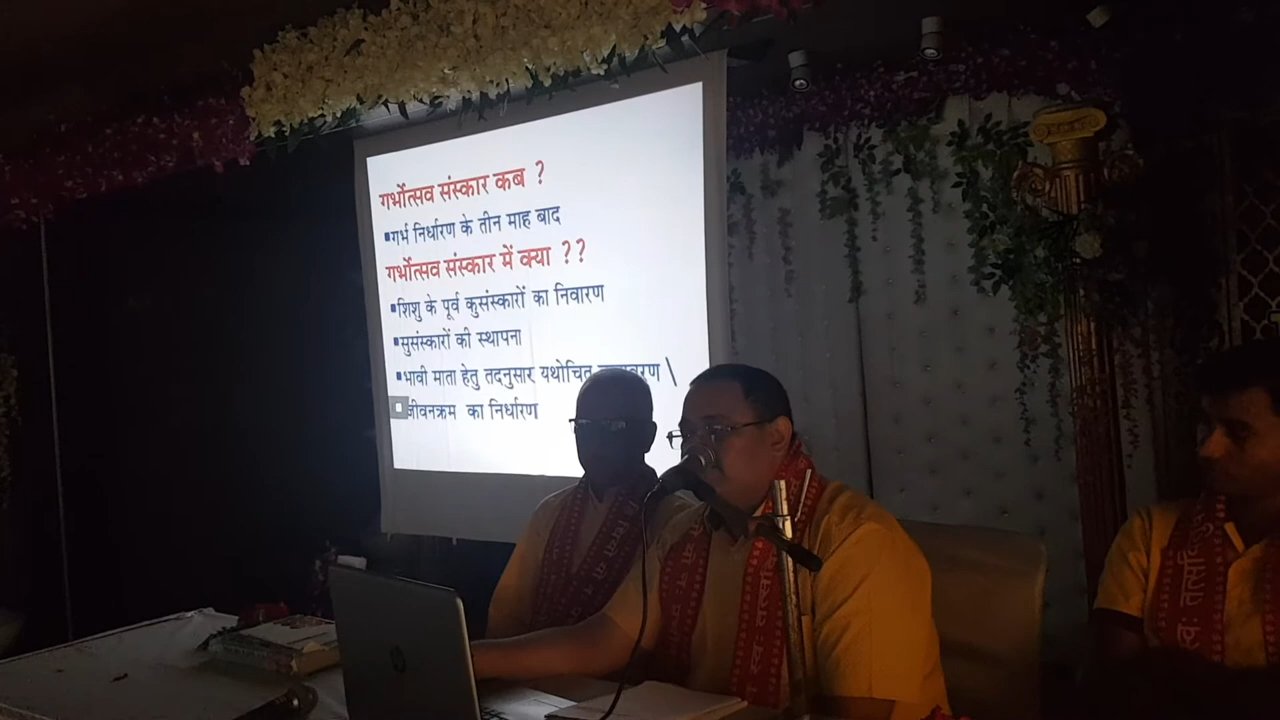 गर्भोत्सव संस्कार कब ?
▪गर्भ निर्धारण के तीन माह बाद
गर्भोत्सव संस्कार में क्या ??
▪शिशु के पूर्व कुसंस्कारों का निवारण
▪सुसंस्कारों की स्थापना
▪भावी माता हेतु तदनुसार यथोचित \
जीवनक्रम का निर्धारण